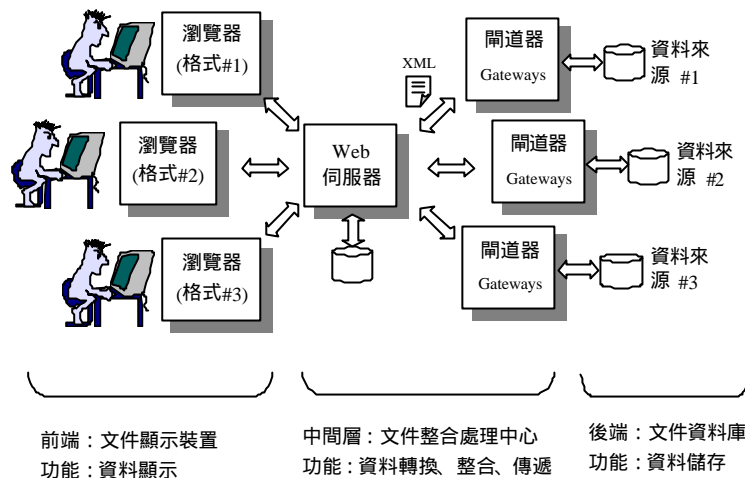 瀏覽器
(格式#1)
XML
閘道器
Gateways
資料來
源 #1
瀏覽器
(格式#2)
Web
伺服器
閘道器
Gateways
資料來
源 #2
瀏覽器
(格式#3)
閘道器
Gateways
資料來
源 #3
前端：文件顯示裝置
功能：資料顯示
中間層：文件整合處理中心
功能：資料轉換、整合、傳遞
後端：文件資料庫
功能：資料儲存